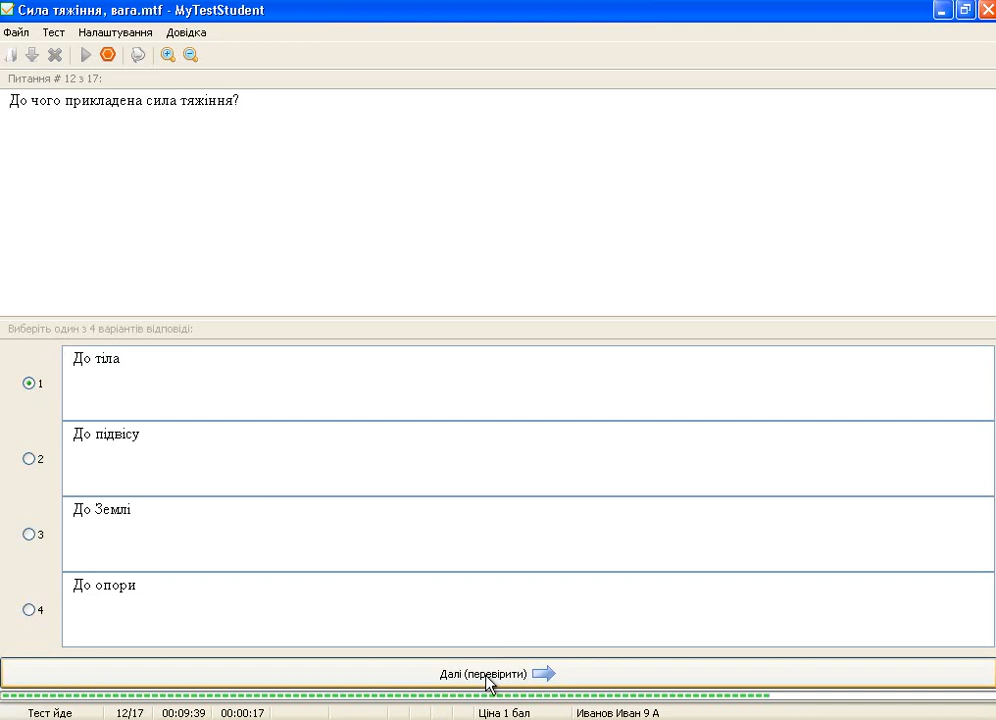 Сила тяжіння, вага.mtf - MyTestStudent
Файл Тест Налаштування Довідка
Питання # 12 з 17:
До чого прикладена сила тяжіння?
Виберіть один з 4 варіантів відповіді:
1 До тіла
2 До підвісу
3 До Землі
4 До опори
Далі (перевірити)
Тест йде 12/17 00:09:39 00:00:17 Ціна 1 бал Иванов Иван 9 А